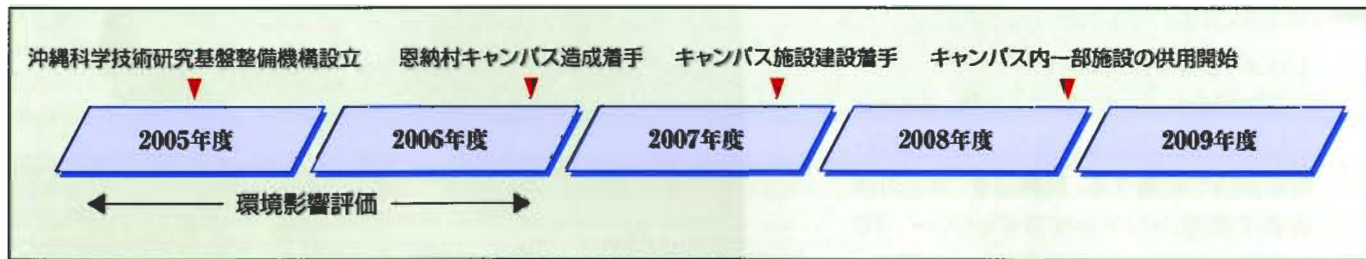 沖縄科学技術研究基盤整備機構設立 恩納村キャンパス造成着手 キャンパス施設建設着手 キャンパス内一部施設の供用開始
2005年度 2006年度 2007年度 2008年度 2009年度
環境影響評価